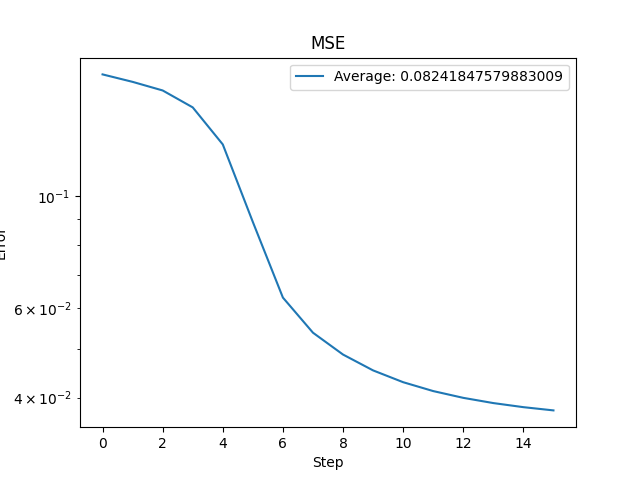 MSE
Average: 0.08241847579883009
10⁻¹
6 × 10⁻²
4 × 10⁻²
Error
0 2 4 6 8 10 12 14
Step